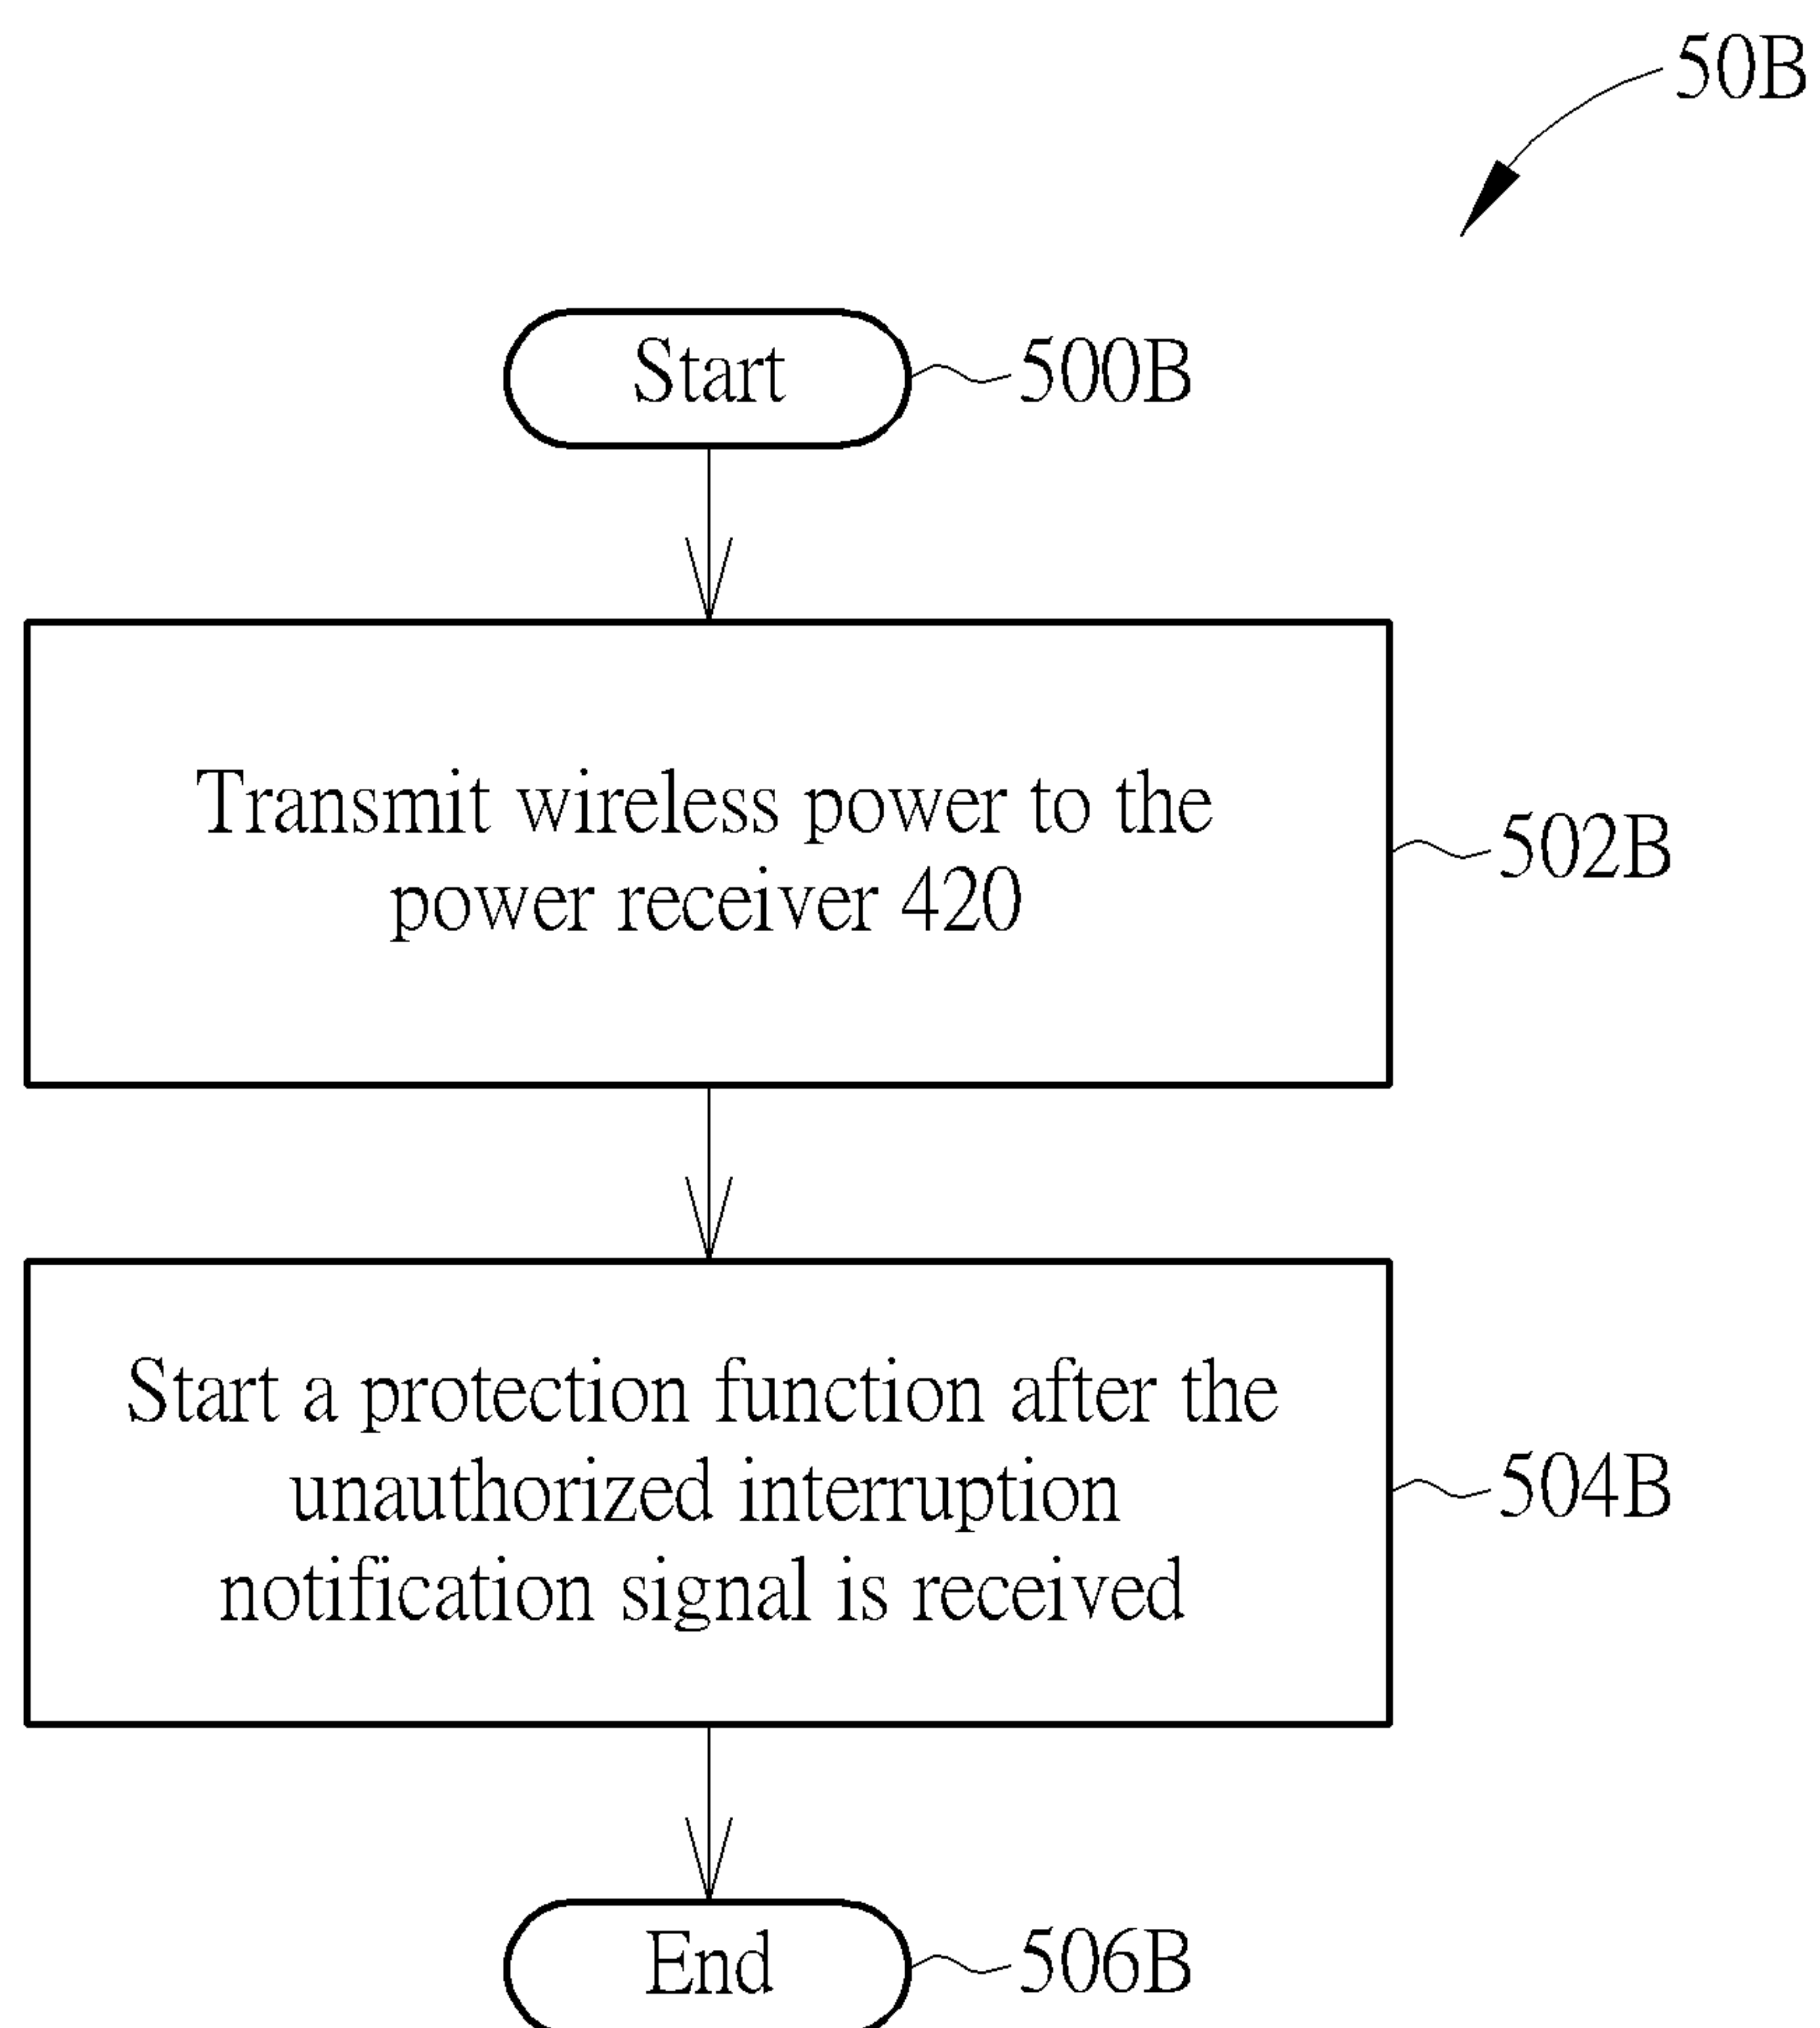 50B
Start
500B
Transmit wireless power to the
power receiver 420
502B
Start a protection function after the
unauthorized interruption
notification signal is received
504B
End
506B